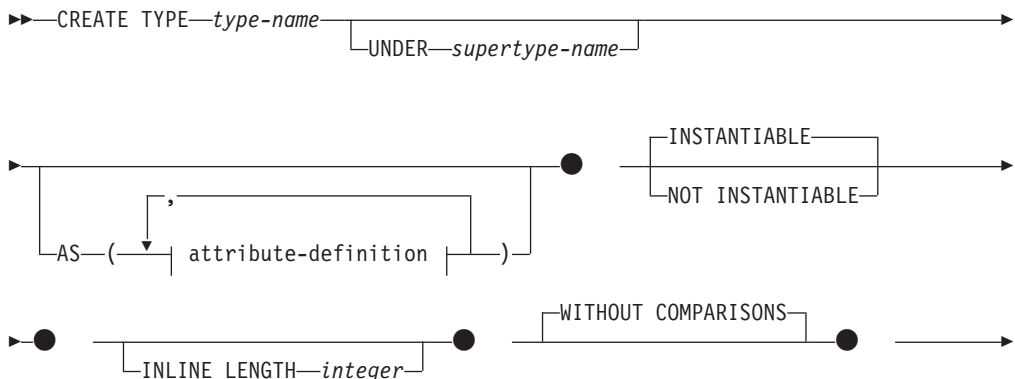 CREATE TYPE type-name
UNDER supertype-name
INSTANTIABLE
NOT INSTANTIABLE
,
AS ( attribute-definition )
WITHOUT COMPARISONS
INLINE LENGTH integer